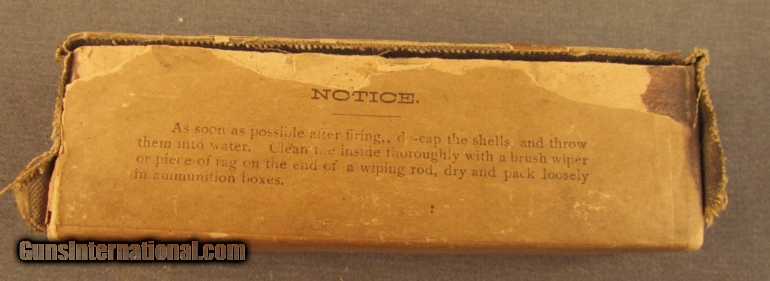 NOTICE.
As soon as possible after firing,, de-cap the shells, and throw
them into water. Clean the inside thoroughly with a brush wiper
or piece of rag on the end of a wiping rod, dry and pack loosely
in ammunition boxes.
GunsInternational.com